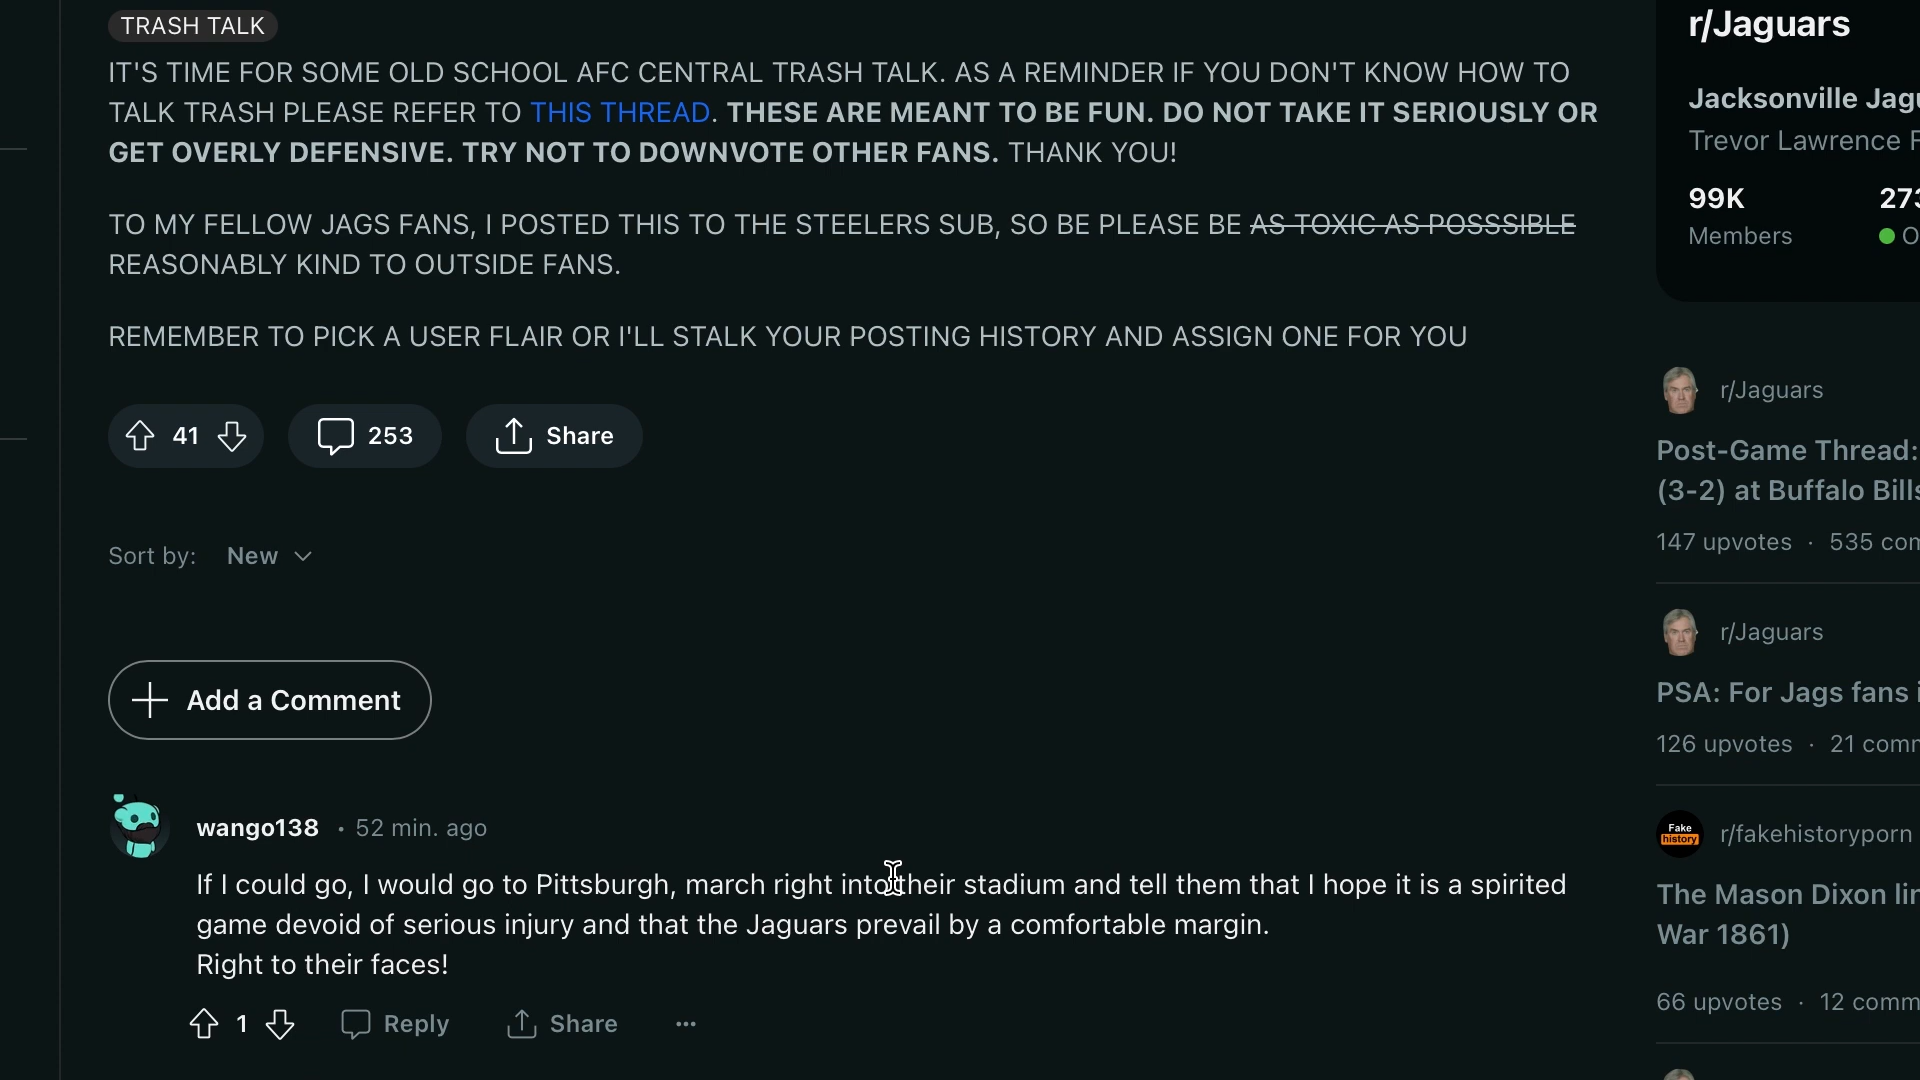 TRASH TALK
IT'S TIME FOR SOME OLD SCHOOL AFC CENTRAL TRASH TALK. AS A REMINDER IF YOU DON'T KNOW HOW TO
TALK TRASH PLEASE REFER TO THIS THREAD. THESE ARE MEANT TO BE FUN. DO NOT TAKE IT SERIOUSLY OR
GET OVERLY DEFENSIVE. TRY NOT TO DOWNVOTE OTHER FANS. THANK YOU!
TO MY FELLOW JAGS FANS, I POSTED THIS TO THE STEELERS SUB, SO BE PLEASE BE AS TOXIC AS POSSSIBLE
REASONABLY KIND TO OUTSIDE FANS.
REMEMBER TO PICK A USER FLAIR OR I'LL STALK YOUR POSTING HISTORY AND ASSIGN ONE FOR YOU
41
253
Share
Sort by: New
Add a Comment
wango138 • 52 min. ago
If I could go, I would go to Pittsburgh, march right into their stadium and tell them that I hope it is a spirited
game devoid of serious injury and that the Jaguars prevail by a comfortable margin.
Right to their faces!
1
Reply
Share
...
r/Jaguars
Jacksonville Jagu
Trevor Lawrence F
99K
273
Members
O
r/Jaguars
Post-Game Thread:
(3-2) at Buffalo Bills
147 upvotes · 535 com
r/Jaguars
PSA: For Jags fans i
126 upvotes · 21 comm
Fake
history
r/fakehistoryporn
The Mason Dixon lin
War 1861)
66 upvotes · 12 comm